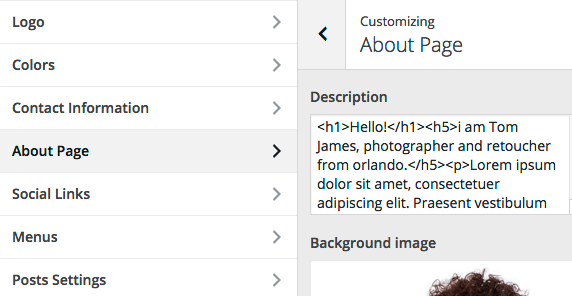 Logo
Colors
Contact Information
About Page
Social Links
Menus
Posts Settings
Customizing
About Page
Description
<h1>Hello!</h1><h5>i am Tom
James, photographer and retoucher
from orlando.</h5><p>Lorem ipsum
dolor sit amet, consectetuer
adipiscing elit. Praesent vestibulum
Background image